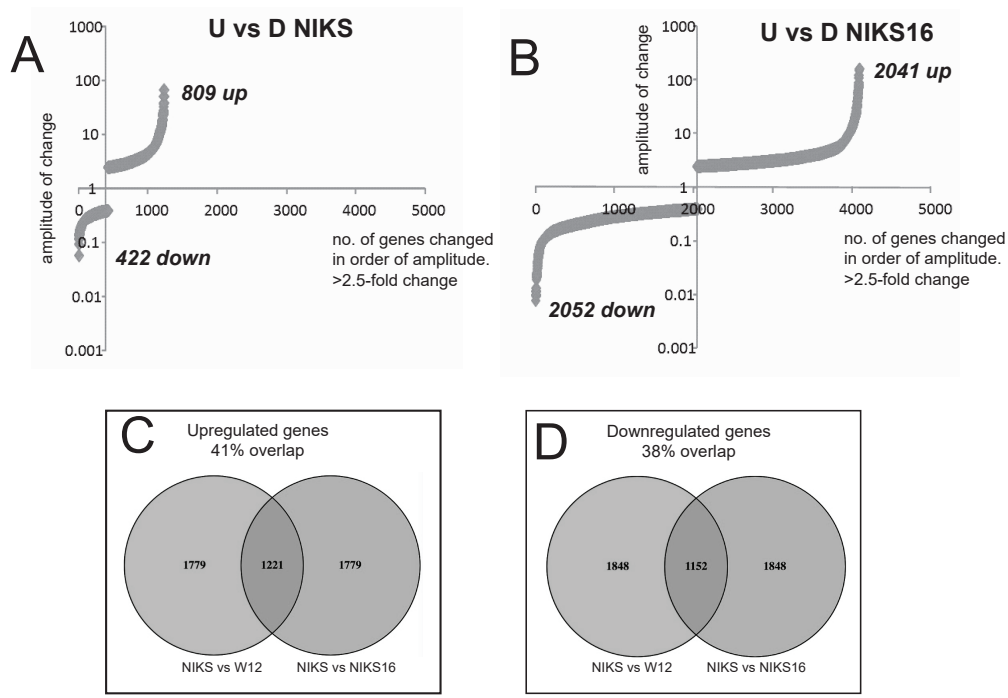 A
U vs D NIKS
amplitude of change
1000
100
10
1
0.1
0.01
0.001
0
1000
2000
3000
4000
5000
809 up
422 down
no. of genes changed
in order of amplitude.
>2.5-fold change
B
U vs D NIKS16
amplitude of change
1000
100
10
1
0.1
0.01
0.001
0
1000
2000
3000
4000
5000
2041 up
2052 down
no. of genes changed
in order of amplitude.
>2.5-fold change
C
Upregulated genes
41% overlap
1779
1221
1779
NIKS vs W12
NIKS vs NIKS16
D
Downregulated genes
38% overlap
1848
1152
1848
NIKS vs W12
NIKS vs NIKS16